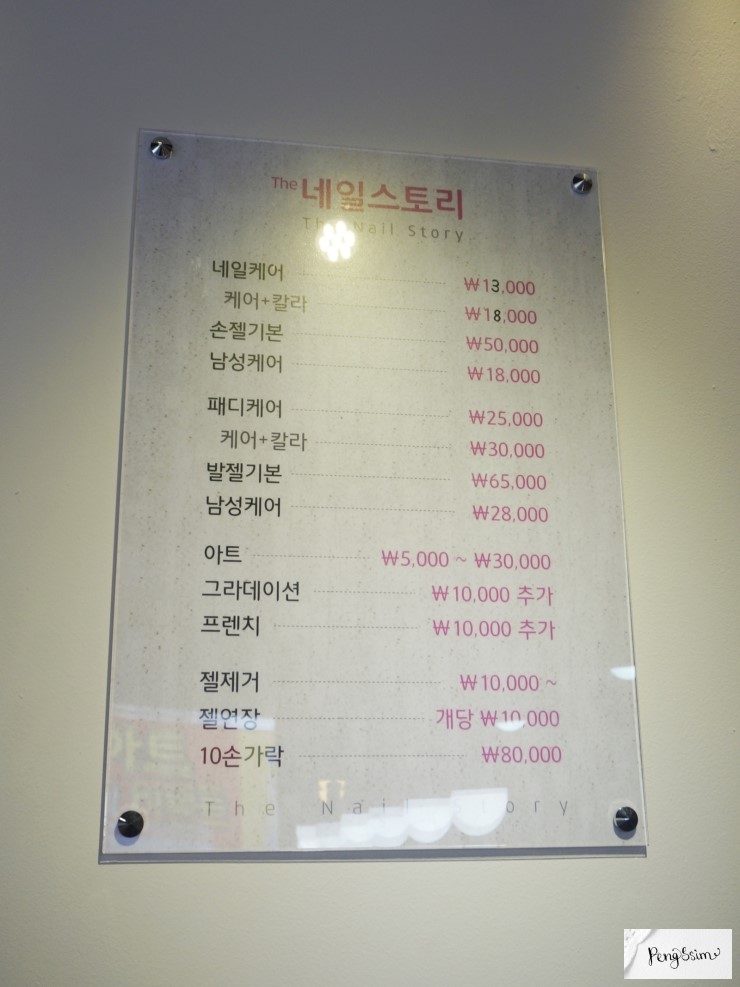 The 네일스토리
The Nail Story
네일케어 ₩13,000
케어+칼라 ₩18,000
손젤기본 ₩50,000
남성케어 ₩18,000
패디케어 ₩25,000
케어+칼라 ₩30,000
발젤기본 ₩65,000
남성케어 ₩28,000
아트 ₩5,000 ~ ₩30,000
그라데이션 ₩10,000 추가
프렌치 ₩10,000 추가
젤제거 ₩10,000 ~
젤연장 개당 ₩10,000
10손가락 ₩80,000
The Nail Story
아트
PengSsim